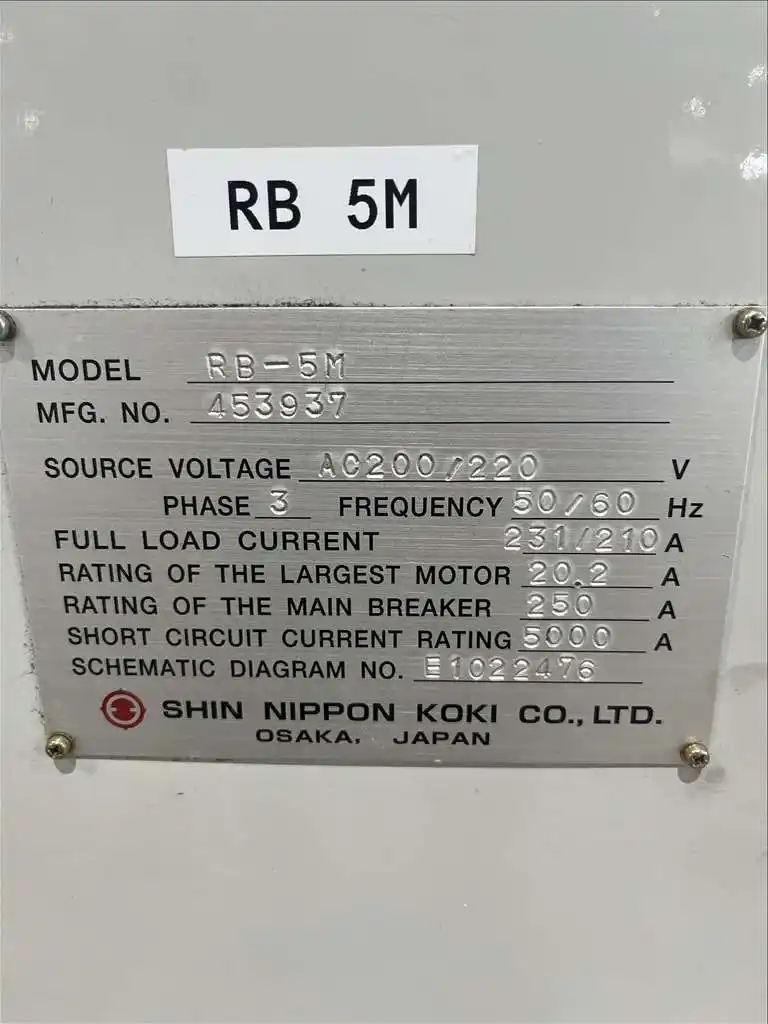 RB 5M
MODEL RB-5M
MFG. NO. 453937
SOURCE VOLTAGE AC200/220 V
PHASE 3 FREQUENCY 50/60 Hz
FULL LOAD CURRENT 231/210 A
RATING OF THE LARGEST MOTOR 20.2 A
RATING OF THE MAIN BREAKER 250 A
SHORT CIRCUIT CURRENT RATING 5000 A
SCHEMATIC DIAGRAM NO. E1022476
SHIN NIPPON KOKI CO., LTD.
OSAKA, JAPAN